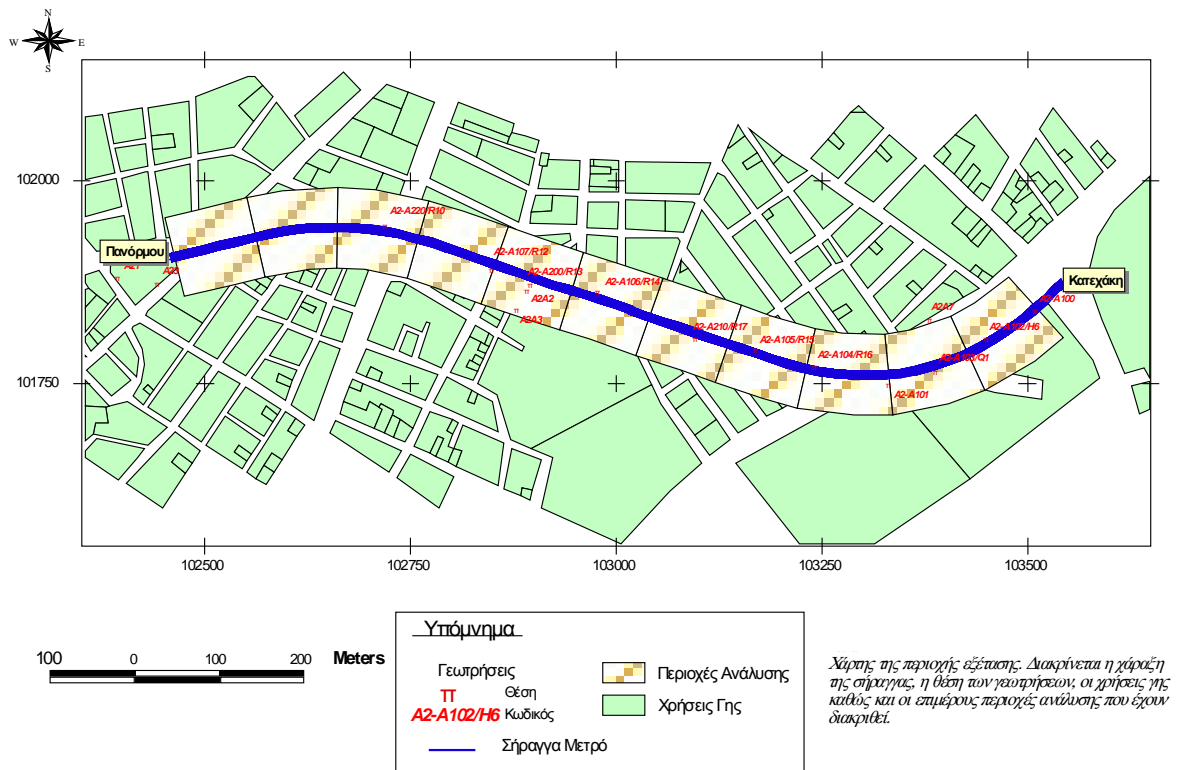 N
W E
S
102000
101750
Πανόρμου
Κατεχάκη
A2-A220/R10
A2-A107/R12
A2-A200/R13
A2A2
A2A3
A2-A106/R14
A2-A210/R17
A2-A105/R15
A2-A104/R16
A2A7
A2-A100
A2-A102/H6
A2-A103/Q1
A2-A101
102500 102750 103000 103250 103500
100 0 100 200 Meters
Υπόμνημα
Γεωτρήσεις
Θέση
A2-A102/H6 Κωδικός
Σήραγγα Μετρό
Περιοχές Ανάλυσης
Χρήσεις Γης
Χάρτης της περιοχής εξέτασης. Διακρίνεται η χάραξη
της σήραγγας, η θέση των γεωτρήσεων, οι χρήσεις γης
καθώς και οι επιμέρους περιοχές ανάλυσης που έχουν
διακριθεί.